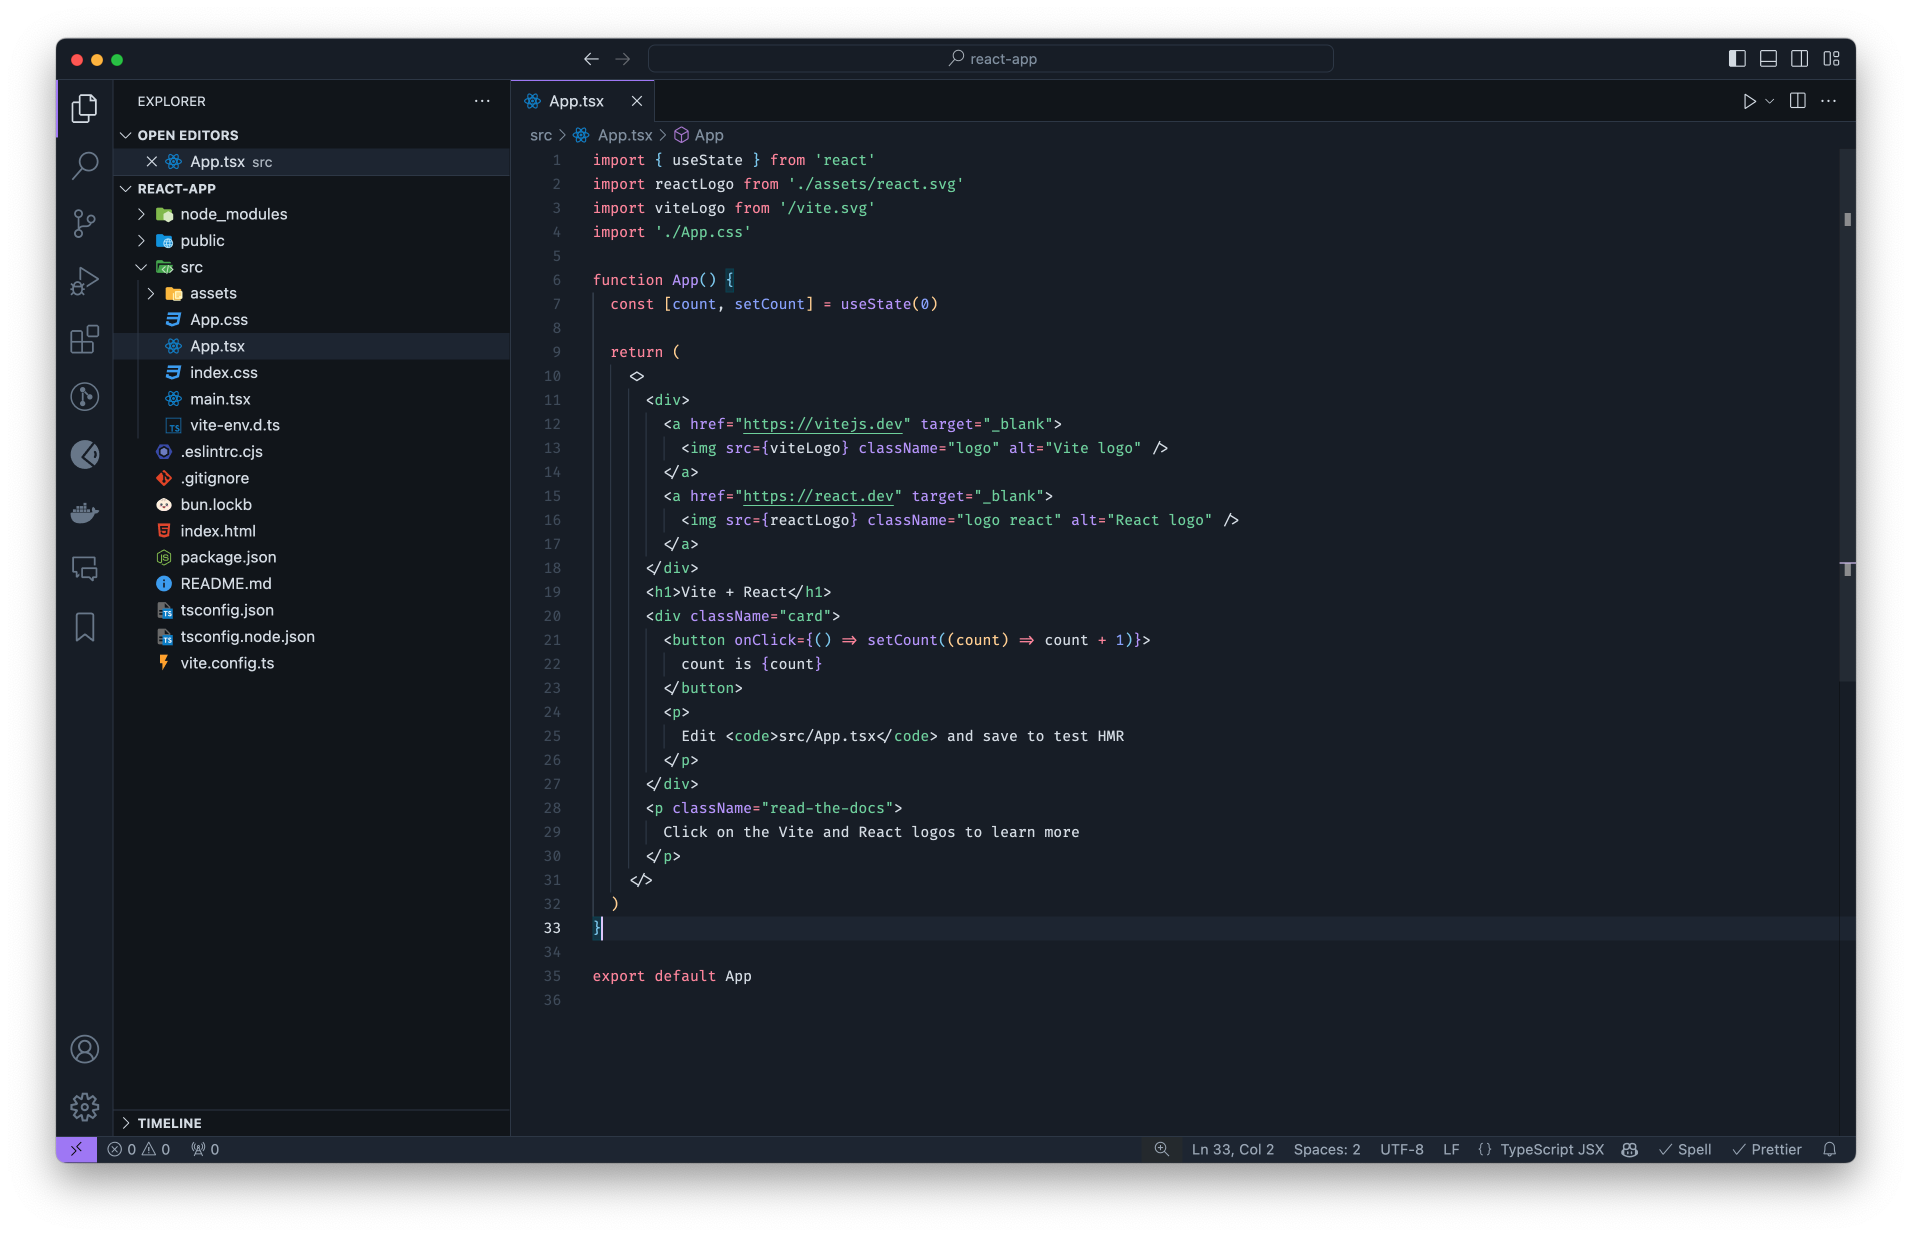 react-app
EXPLORER
OPEN EDITORS
App.tsx src
REACT-APP
node_modules
public
src
assets
App.css
App.tsx
index.css
main.tsx
vite-env.d.ts
.eslintrc.cjs
.gitignore
bun.lockb
index.html
package.json
README.md
tsconfig.json
tsconfig.node.json
vite.config.ts
TIMELINE
App.tsx
src > App.tsx > App
1 import { useState } from 'react'
2 import reactLogo from './assets/react.svg'
3 import viteLogo from '/vite.svg'
4 import './App.css'
5
6 function App() {
7   const [count, setCount] = useState(0)
8
9   return (
10     <>
11       <div>
12         <a href="https://vitejs.dev" target="_blank">
13           <img src={viteLogo} className="logo" alt="Vite logo" />
14         </a>
15         <a href="https://react.dev" target="_blank">
16           <img src={reactLogo} className="logo react" alt="React logo" />
17         </a>
18       </div>
19       <h1>Vite + React</h1>
20       <div className="card">
21         <button onClick={() => setCount((count) => count + 1)}>
22           count is {count}
23         </button>
24         <p>
25           Edit <code>src/App.tsx</code> and save to test HMR
26         </p>
27       </div>
28       <p className="read-the-docs">
29         Click on the Vite and React logos to learn more
30       </p>
31     </>
32   )
33 }
34
35 export default App
36
0 0 0 Ln 33, Col 2 Spaces: 2 UTF-8 LF {} TypeScript JSX Spell Prettier